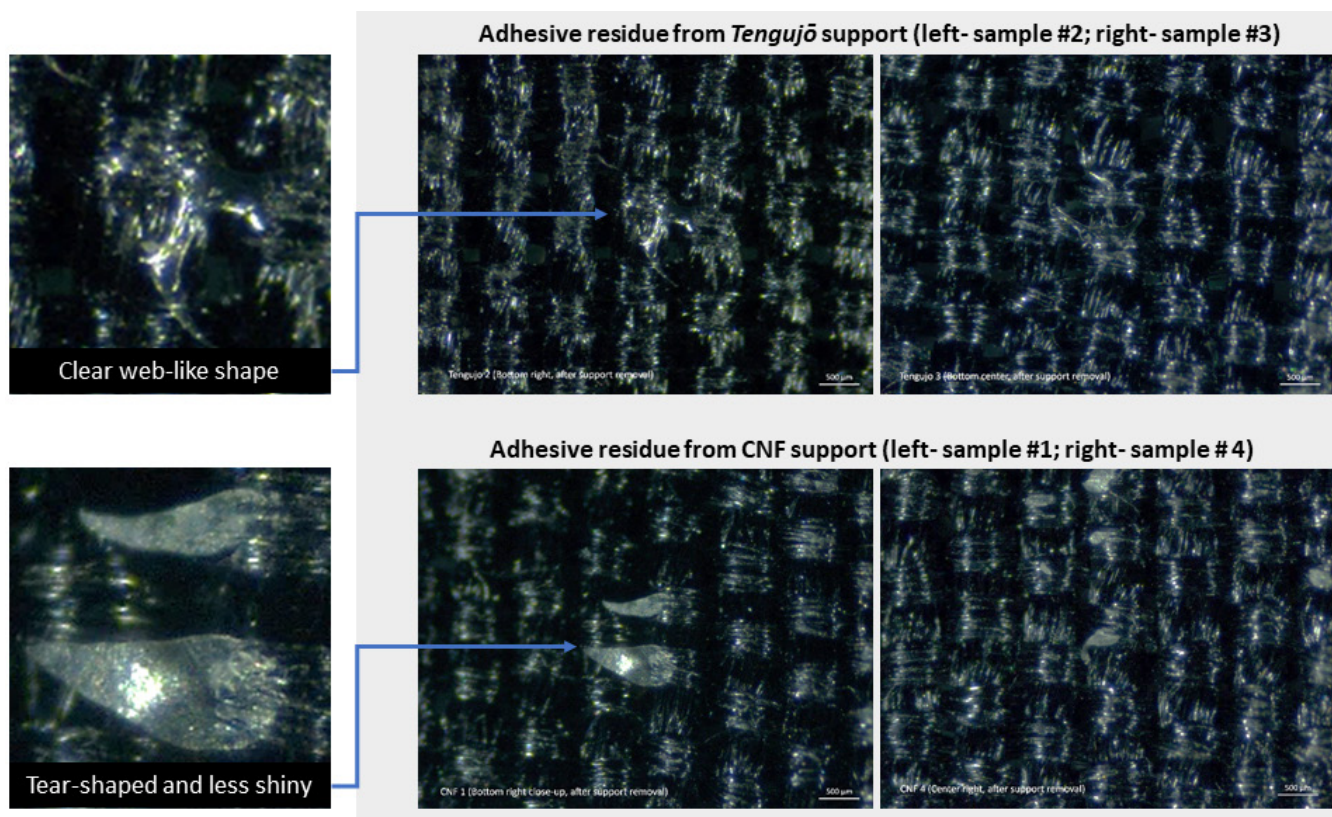 Adhesive residue from Tengujō support (left- sample #2; right- sample #3)
Clear web-like shape
Tengujo 2 (Bottom right, after support removal)
500 µm
Tengujo 3 (Bottom center, after support removal)
500 µm
Adhesive residue from CNF support (left- sample #1; right- sample # 4)
Tear-shaped and less shiny
CNF 1 (Bottom right close-up, after support removal)
500 µm
CNF 4 (Center right, after support removal)
500 µm